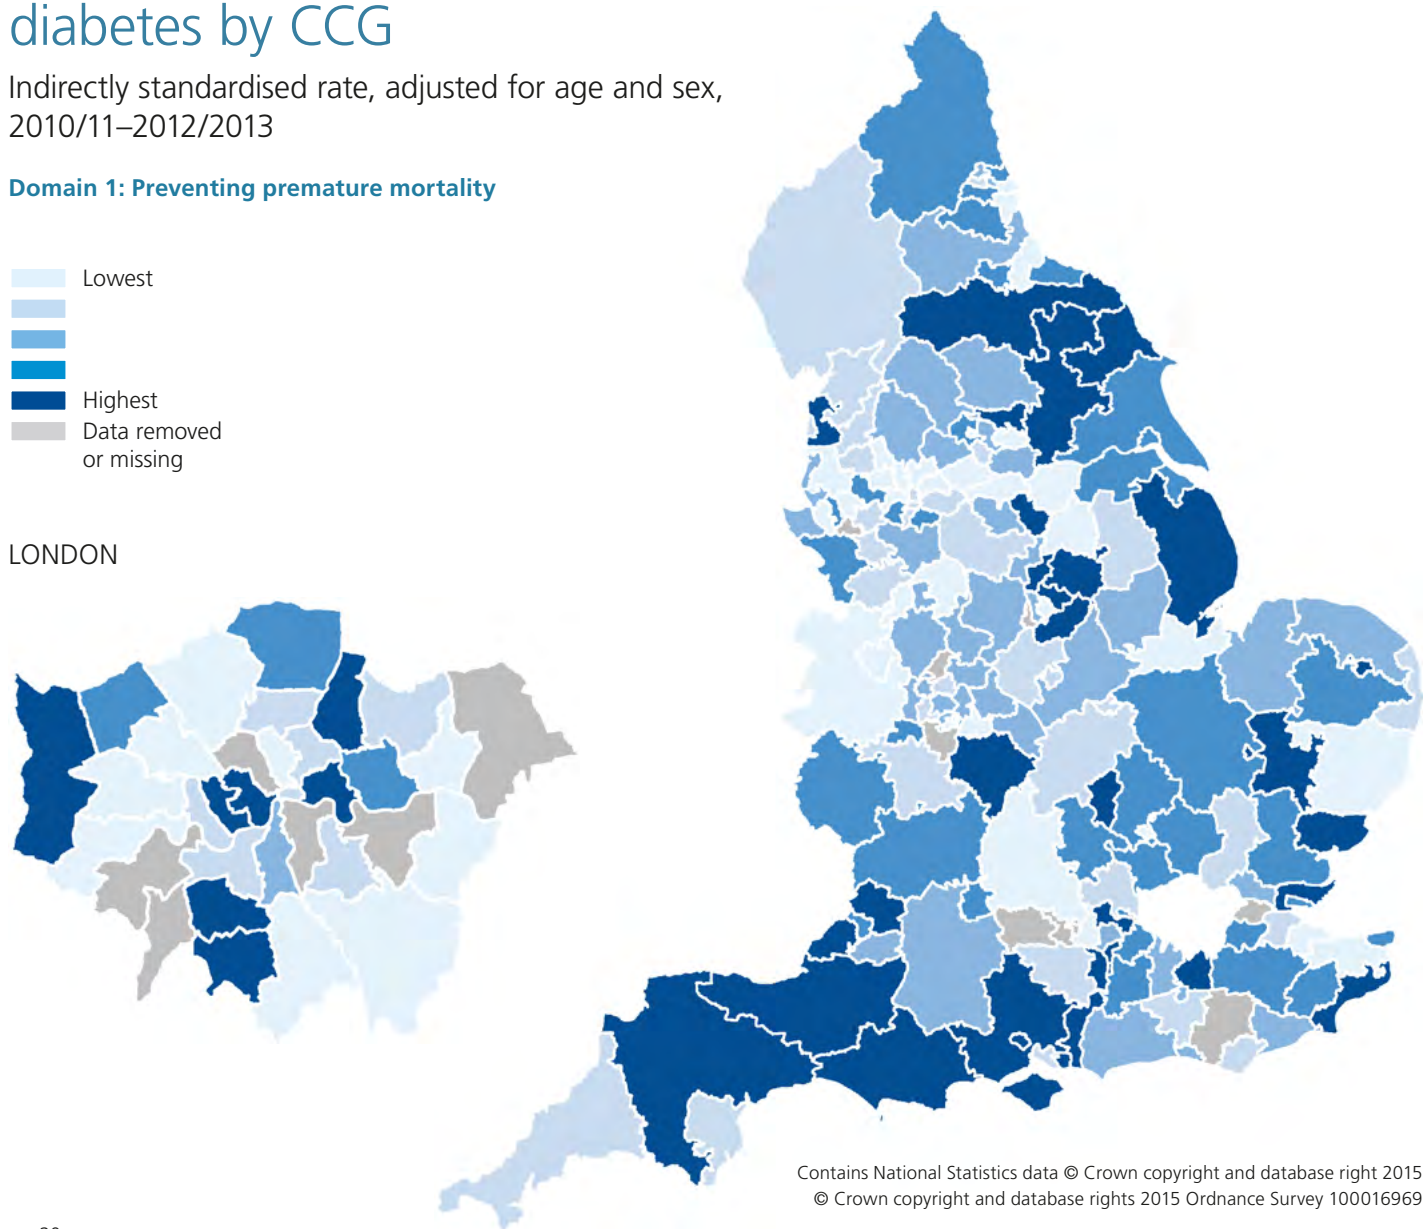 diabetes by CCG
Indirectly standardised rate, adjusted for age and sex,
2010/11–2012/2013
Domain 1: Preventing premature mortality
Lowest
Highest
Data removed
or missing
LONDON
Contains National Statistics data © Crown copyright and database right 2015
© Crown copyright and database rights 2015 Ordnance Survey 100016969